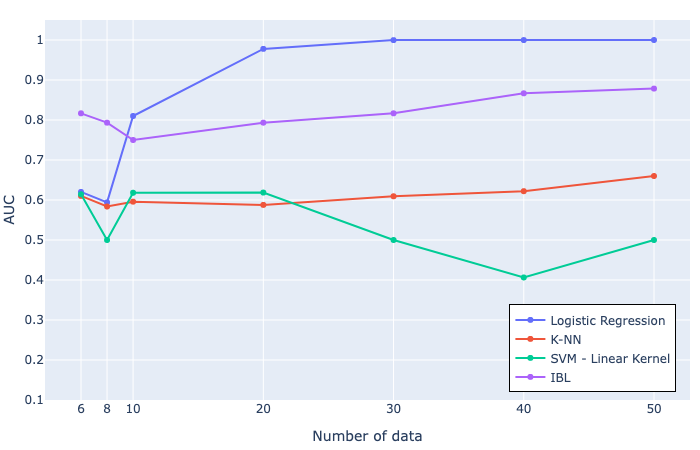 1
0.9
0.8
0.7
0.6
0.5
0.4
0.3
0.2
0.1
AUC
6 8 10 20 30 40 50
Number of data
Logistic Regression
K-NN
SVM - Linear Kernel
IBL